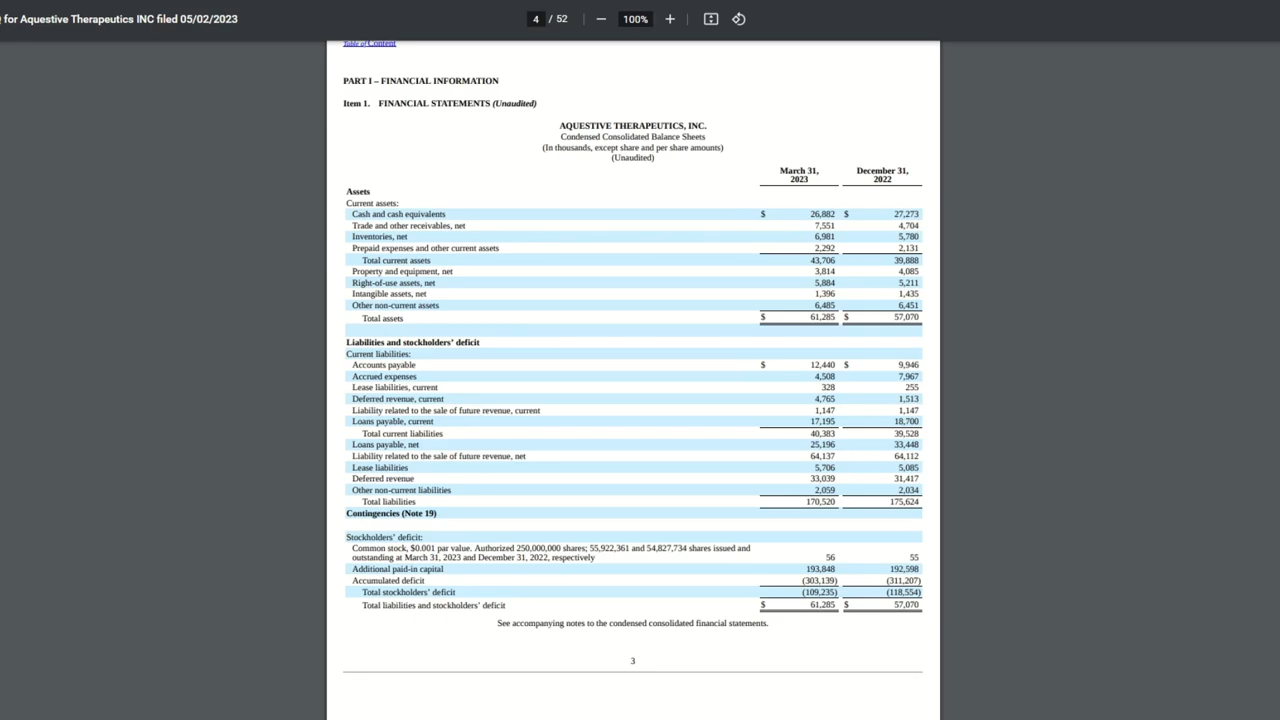 for Aquestive Therapeutics INC filed 05/02/2023
4 / 52
100%
Table of Content
PART I – FINANCIAL INFORMATION
Item 1. FINANCIAL STATEMENTS (Unaudited)
AQUESTIVE THERAPEUTICS, INC.
Condensed Consolidated Balance Sheets
(In thousands, except share and per share amounts)
(Unaudited)
March 31, 2023 December 31, 2022
Assets
Current assets:
Cash and cash equivalents $ 26,882 $ 27,273
Trade and other receivables, net 7,551 4,704
Inventories, net 6,981 5,780
Prepaid expenses and other current assets 2,292 2,131
Total current assets 43,706 39,888
Property and equipment, net 3,814 4,085
Right-of-use assets, net 5,884 5,211
Intangible assets, net 1,396 1,435
Other non-current assets 6,485 6,451
Total assets $ 61,285 $ 57,070
Liabilities and stockholders' deficit
Current liabilities:
Accounts payable $ 12,440 $ 9,946
Accrued expenses 4,508 7,967
Lease liabilities, current 328 255
Deferred revenue, current 4,765 1,513
Liability related to the sale of future revenue, current 1,147 1,147
Loans payable, current 17,195 18,700
Total current liabilities 40,383 39,528
Loans payable, net 25,196 33,448
Liability related to the sale of future revenue, net 64,137 64,112
Lease liabilities 5,706 5,085
Deferred revenue 33,039 31,417
Other non-current liabilities 2,059 2,034
Total liabilities 170,520 175,624
Contingencies (Note 19)
Stockholders' deficit:
Common stock, $0.001 par value. Authorized 250,000,000 shares; 55,922,361 and 54,827,734 shares issued and
outstanding at March 31, 2023 and December 31, 2022, respectively 56 55
Additional paid-in capital 193,848 192,598
Accumulated deficit (303,139) (311,207)
Total stockholders' deficit (109,235) (118,554)
Total liabilities and stockholders' deficit $ 61,285 $ 57,070
See accompanying notes to the condensed consolidated financial statements.
3